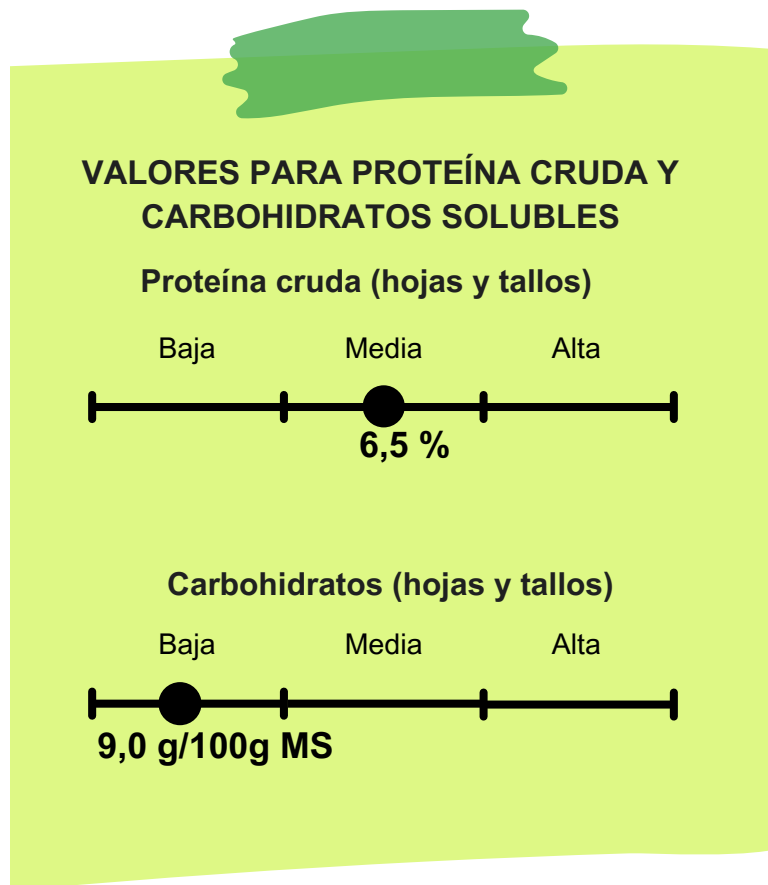 VALORES PARA PROTEÍNA CRUDA Y
CARBOHIDRATOS SOLUBLES
Proteína cruda (hojas y tallos)
Baja Media Alta
6,5 %
Carbohidratos (hojas y tallos)
Baja Media Alta
9,0 g/100g MS